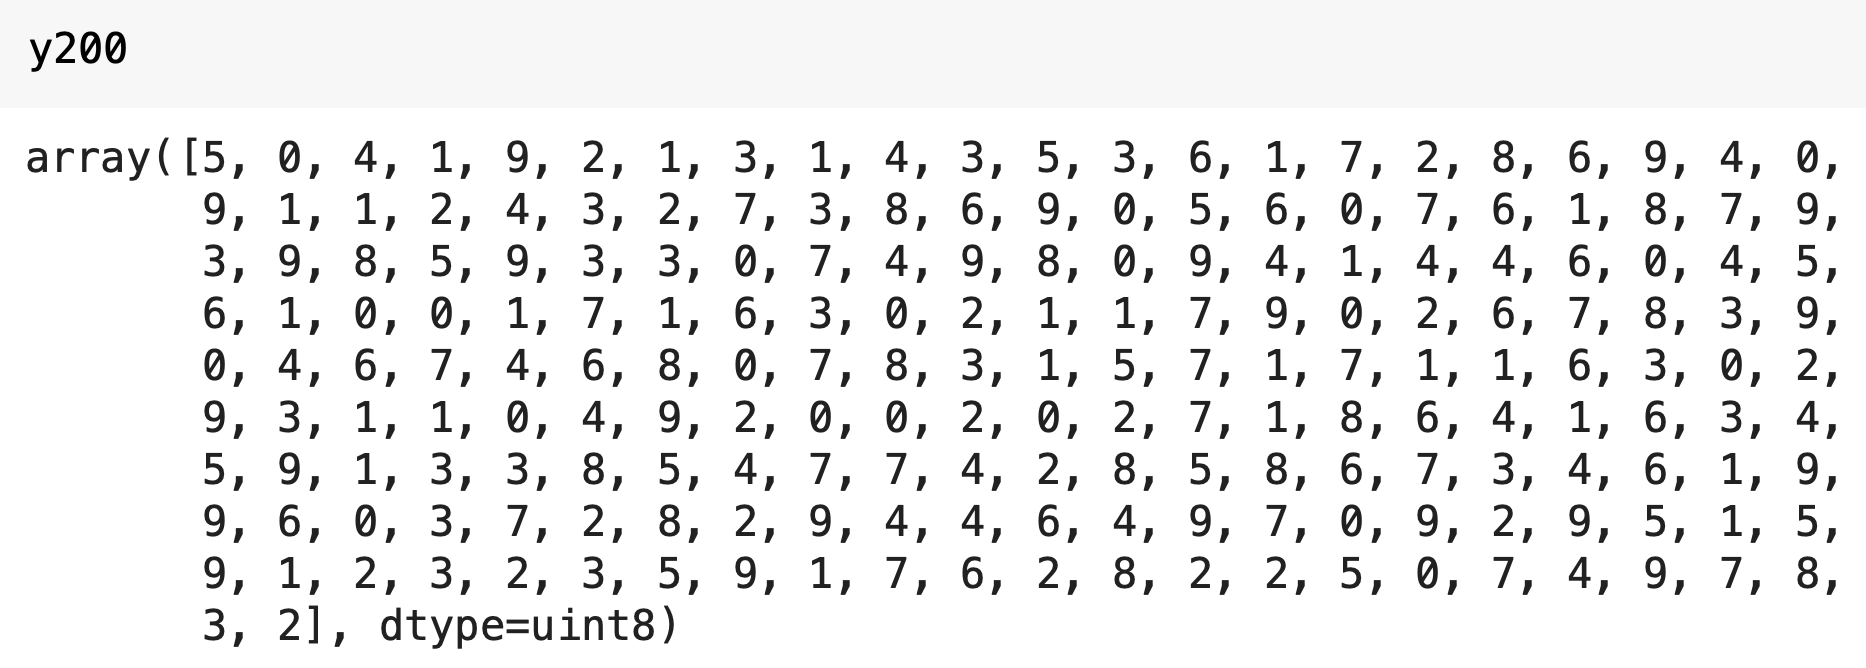 y200
array([5, 0, 4, 1, 9, 2, 1, 3, 1, 4, 3, 5, 3, 6, 1, 7, 2, 8, 6, 9, 4, 0,
9, 1, 1, 2, 4, 3, 2, 7, 3, 8, 6, 9, 0, 5, 6, 0, 7, 6, 1, 8, 7, 9,
3, 9, 8, 5, 9, 3, 3, 0, 7, 4, 9, 8, 0, 9, 4, 1, 4, 4, 6, 0, 4, 5,
6, 1, 0, 0, 1, 7, 1, 6, 3, 0, 2, 1, 1, 7, 9, 0, 2, 6, 7, 8, 3, 9,
0, 4, 6, 7, 4, 6, 8, 0, 7, 8, 3, 1, 5, 7, 1, 7, 1, 1, 6, 3, 0, 2,
9, 3, 1, 1, 0, 4, 9, 2, 0, 0, 2, 0, 2, 7, 1, 8, 6, 4, 1, 6, 3, 4,
5, 9, 1, 3, 3, 8, 5, 4, 7, 7, 4, 2, 8, 5, 8, 6, 7, 3, 4, 6, 1, 9,
9, 6, 0, 3, 7, 2, 8, 2, 9, 4, 4, 6, 4, 9, 7, 0, 9, 2, 9, 5, 1, 5,
9, 1, 2, 3, 2, 3, 5, 9, 1, 7, 6, 2, 8, 2, 2, 5, 0, 7, 4, 9, 7, 8,
3, 2], dtype=uint8)